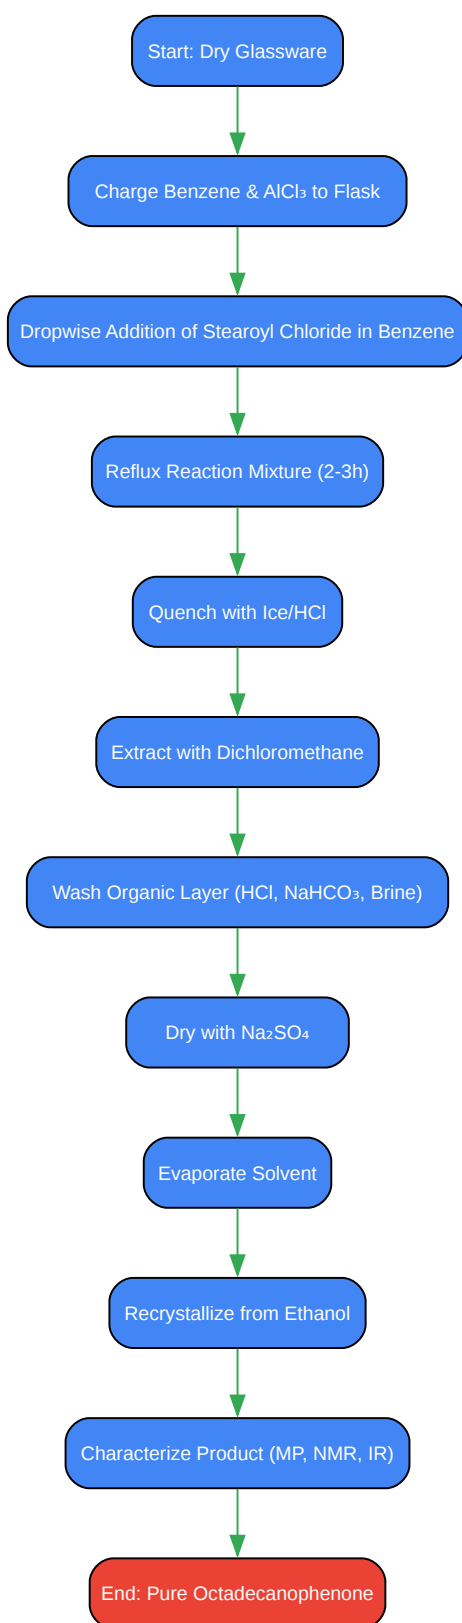 Start: Dry Glassware
Charge Benzene & AlCl₃ to Flask
Dropwise Addition of Stearoyl Chloride in Benzene
Reflux Reaction Mixture (2-3h)
Quench with Ice/HCl
Extract with Dichloromethane
Wash Organic Layer (HCl, NaHCO₃, Brine)
Dry with Na₂SO₄
Evaporate Solvent
Recrystallize from Ethanol
Characterize Product (MP, NMR, IR)
End: Pure Octadecanophenone